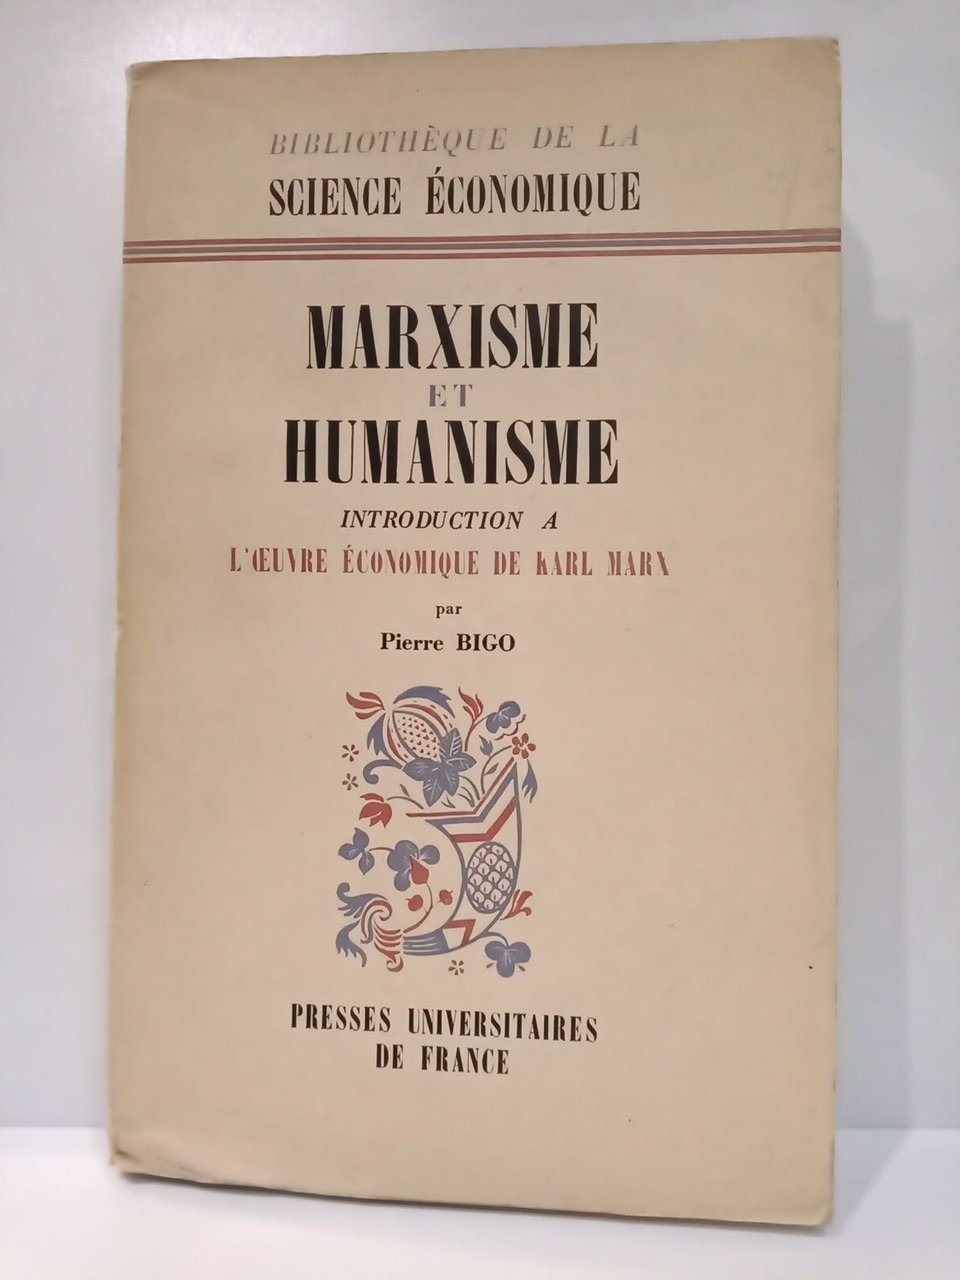 BIBLIOTHÈQUE DE LA
SCIENCE ÉCONOMIQUE
MARXISME
ET
HUMANISME
INTRODUCTION A
L'ŒUVRE ÉCONOMIQUE DE KARL MARX
par
Pierre BIGO
PRESSES UNIVERSITAIRES
DE FRANCE